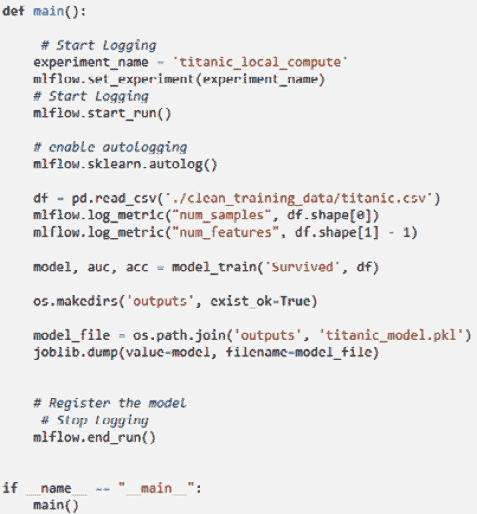 def main():
# Start Logging
experiment_name = 'titanic_local_compute'
mlflow.set_experiment(experiment_name)
# Start Logging
mlflow.start_run()
# enable autologging
mlflow.sklearn.autolog()
df = pd.read_csv('./clean_training_data/titanic.csv')
mlflow.log_metric("num_samples", df.shape[0])
mlflow.log_metric("num_features", df.shape[1] - 1)
model, auc, acc = model_train('Survived', df)
os.makedirs('outputs', exist_ok=True)
model_file = os.path.join('outputs', 'titanic_model.pkl')
joblib.dump(value=model, filename=model_file)
# Register the model
# Stop Logging
mlflow.end_run()
if __name__ == "__main__":
main()